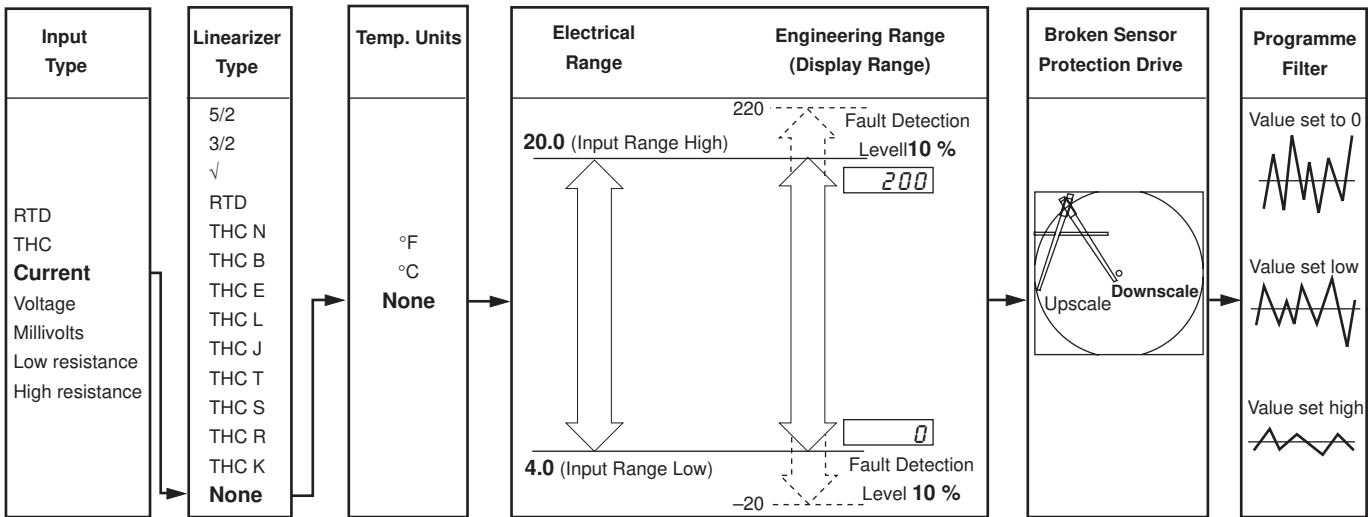 Input
Type
RTD
THC
Current
Voltage
Millivolts
Low resistance
High resistance
Linearizer
Type
5/2
3/2
√
RTD
THC N
THC B
THC E
THC L
THC J
THC T
THC S
THC R
THC K
None
Temp. Units
°F
°C
None
Electrical
Range
Engineering Range
(Display Range)
220
Fault Detection
Levell10 %
20.0 (Input Range High)
200
0
4.0 (Input Range Low)
Fault Detection
Level 10 %
–20
Broken Sensor
Protection Drive
Upscale
Downscale
Programme
Filter
Value set to 0
Value set low
Value set high